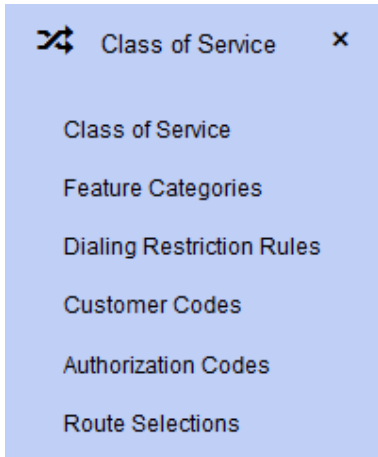 Class of Service ×
Class of Service
Feature Categories
Dialing Restriction Rules
Customer Codes
Authorization Codes
Route Selections